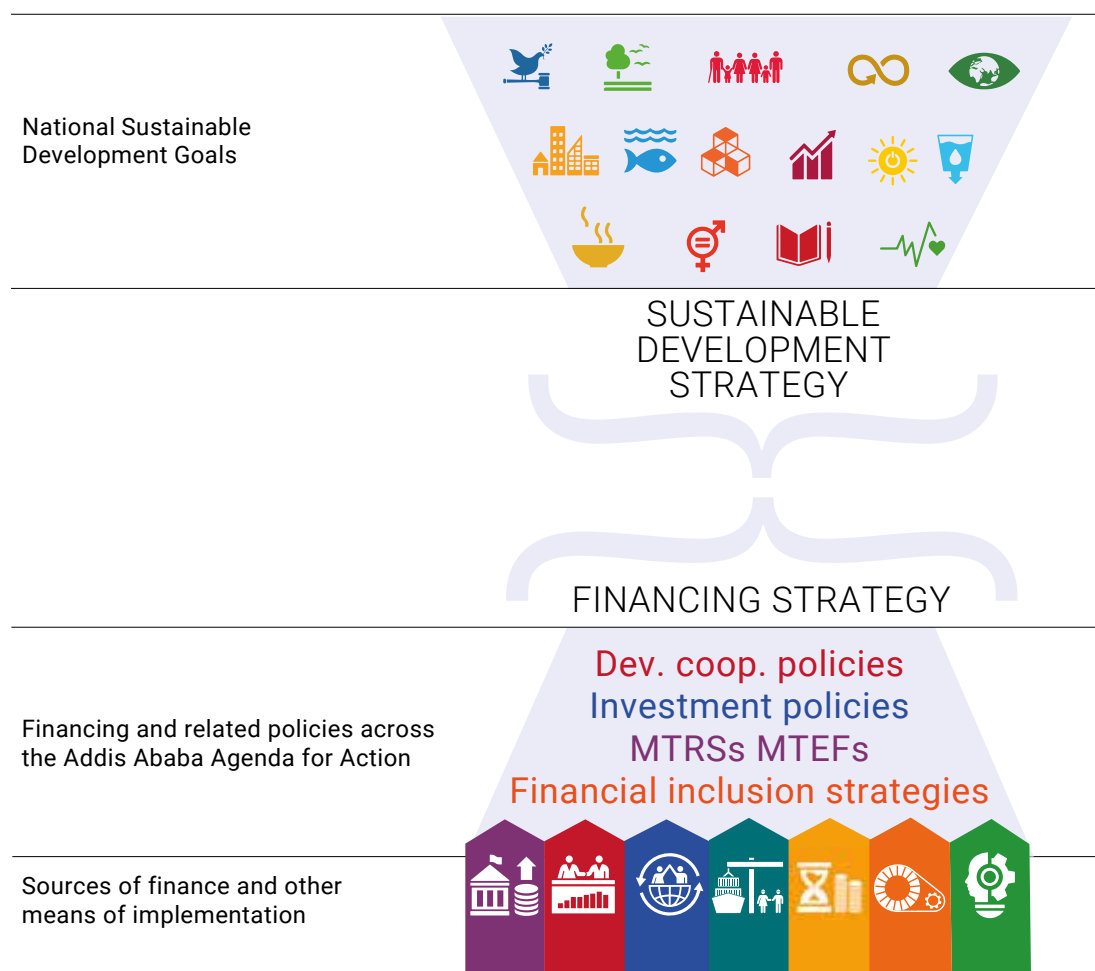 National Sustainable
Development Goals
SUSTAINABLE
DEVELOPMENT
STRATEGY
FINANCING STRATEGY
Financing and related policies across
the Addis Ababa Agenda for Action
Dev. coop. policies
Investment policies
MTRSs MTEFs
Financial inclusion strategies
Sources of finance and other
means of implementation